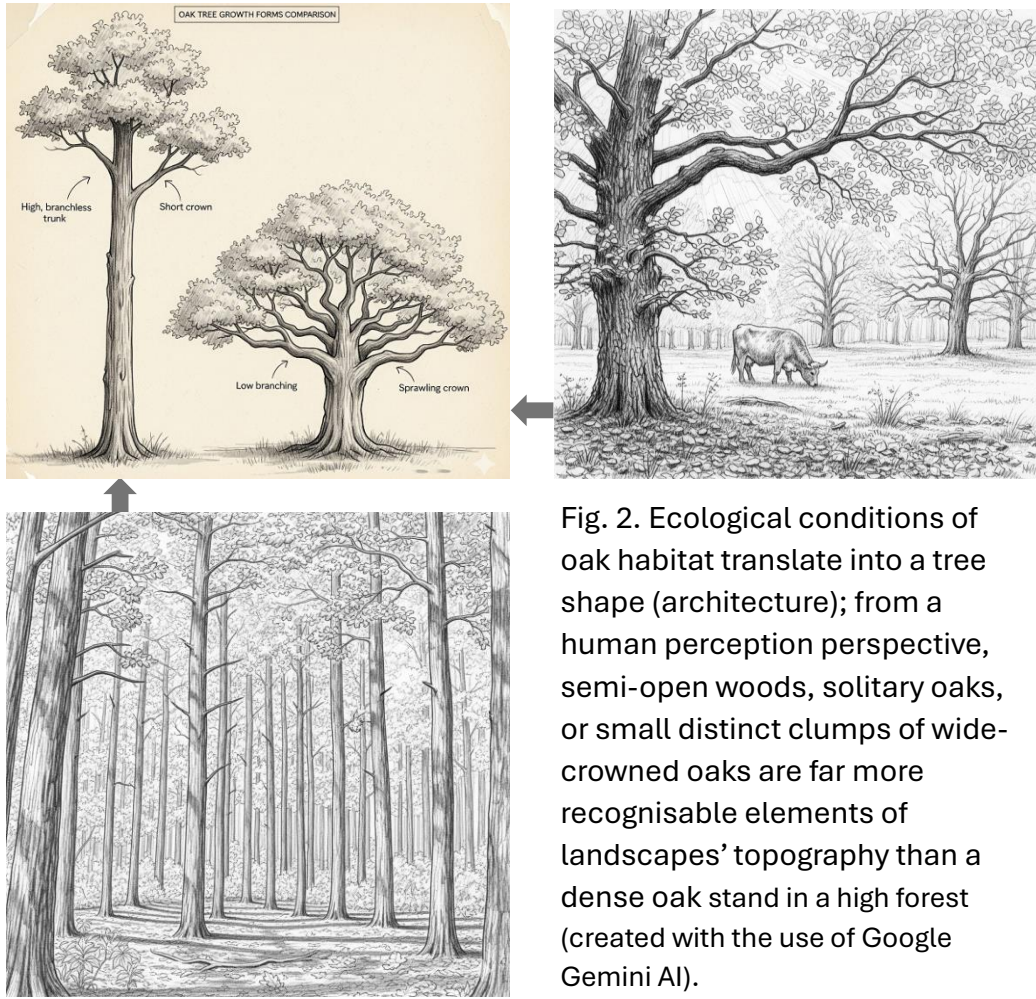 OAK TREE GROWTH FORMS COMPARISON
High, branchless
trunk
Short crown
Low branching
Sprawling crown
Fig. 2. Ecological conditions of
oak habitat translate into a tree
shape (architecture); from a
human perception perspective,
semi-open woods, solitary oaks,
or small distinct clumps of wide-
crowned oaks are far more
recognisable elements of
landscapes’ topography than a
dense oak stand in a high forest
(created with the use of Google
Gemini AI).